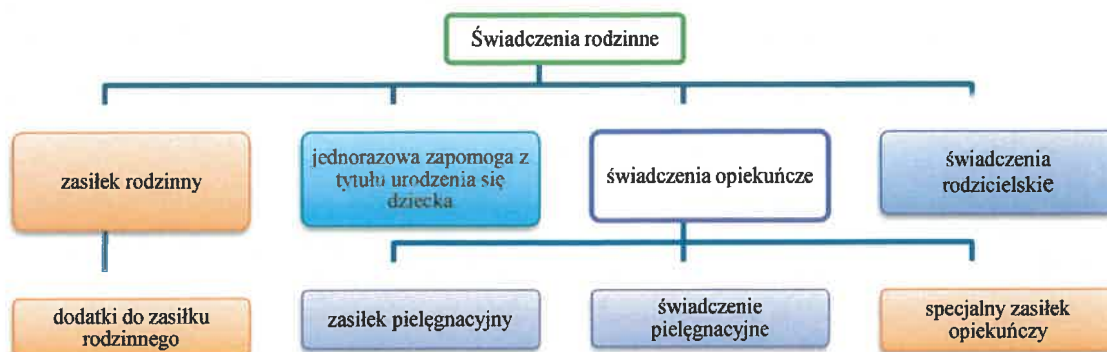 Świadczenia rodzinne
zasiłek rodzinny
jednorazowa zapomoga z
tytułu urodzenia się
dziecka
świadczenia opiekuńcze
świadczenia
rodzicielskie
dodatki do zasiłku
rodzinnego
zasiłek pielęgnacyjny
świadczenie
pielęgnacyjne
specjalny zasiłek
opiekuńczy